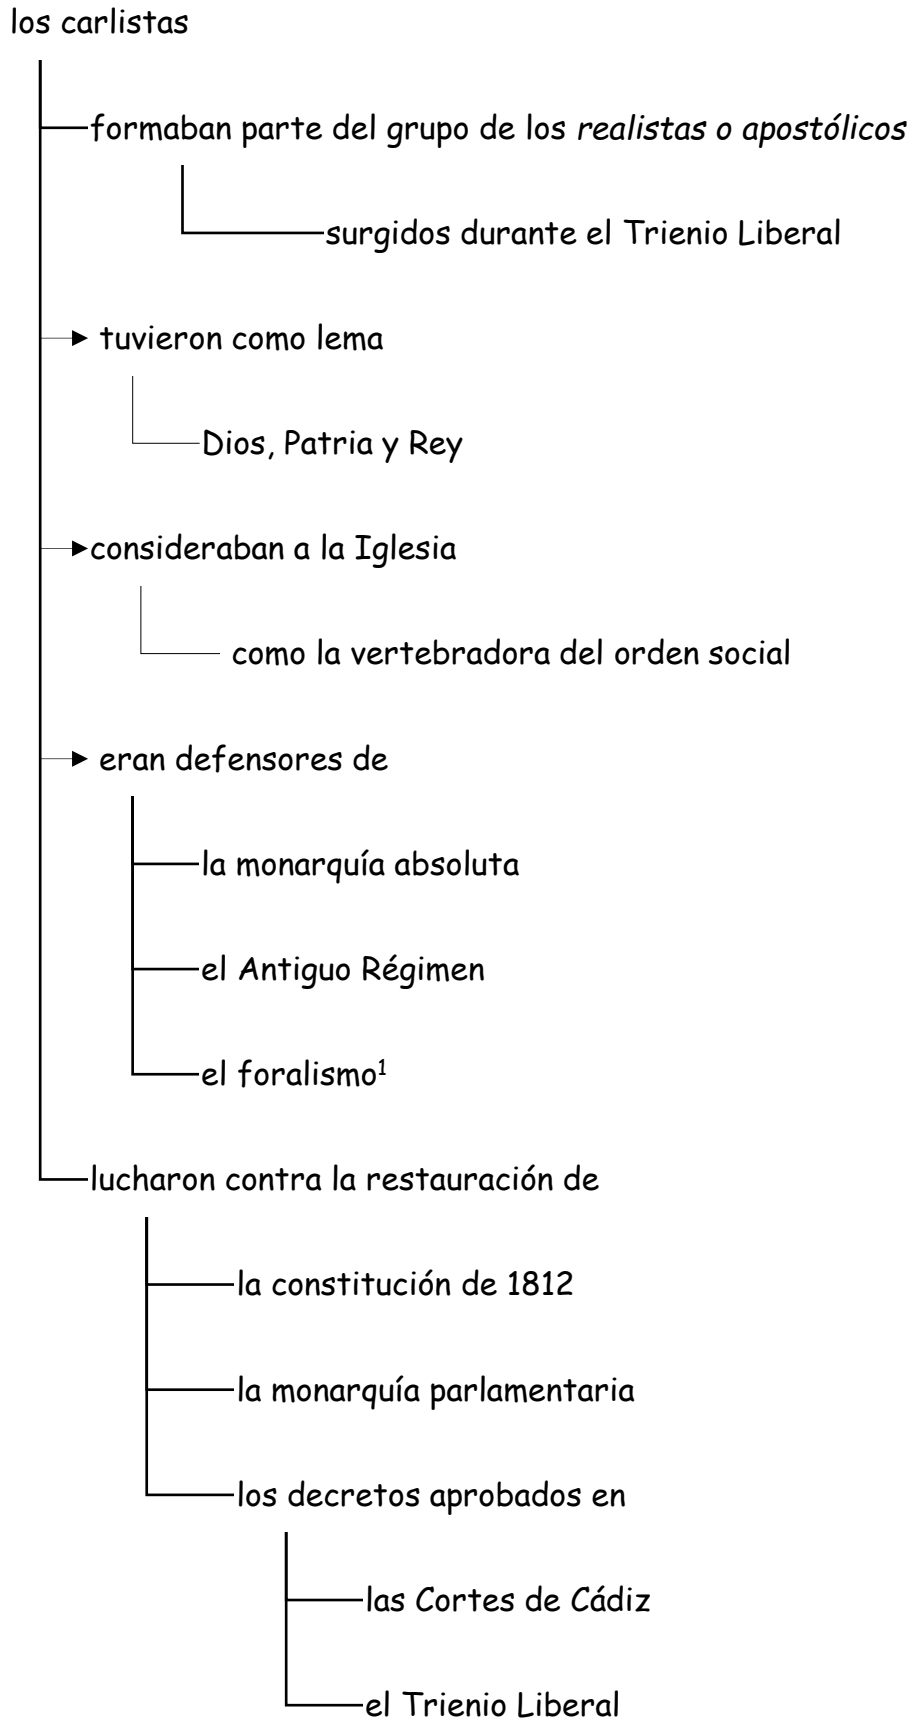 los carlistas
formaban parte del grupo de los realistas o apostólicos
surgidos durante el Trienio Liberal
tuvieron como lema
Dios, Patria y Rey
consideraban a la Iglesia
como la vertebradora del orden social
eran defensores de
la monarquía absoluta
el Antiguo Régimen
el foralismo¹
lucharon contra la restauración de
la constitución de 1812
la monarquía parlamentaria
los decretos aprobados en
las Cortes de Cádiz
el Trienio Liberal